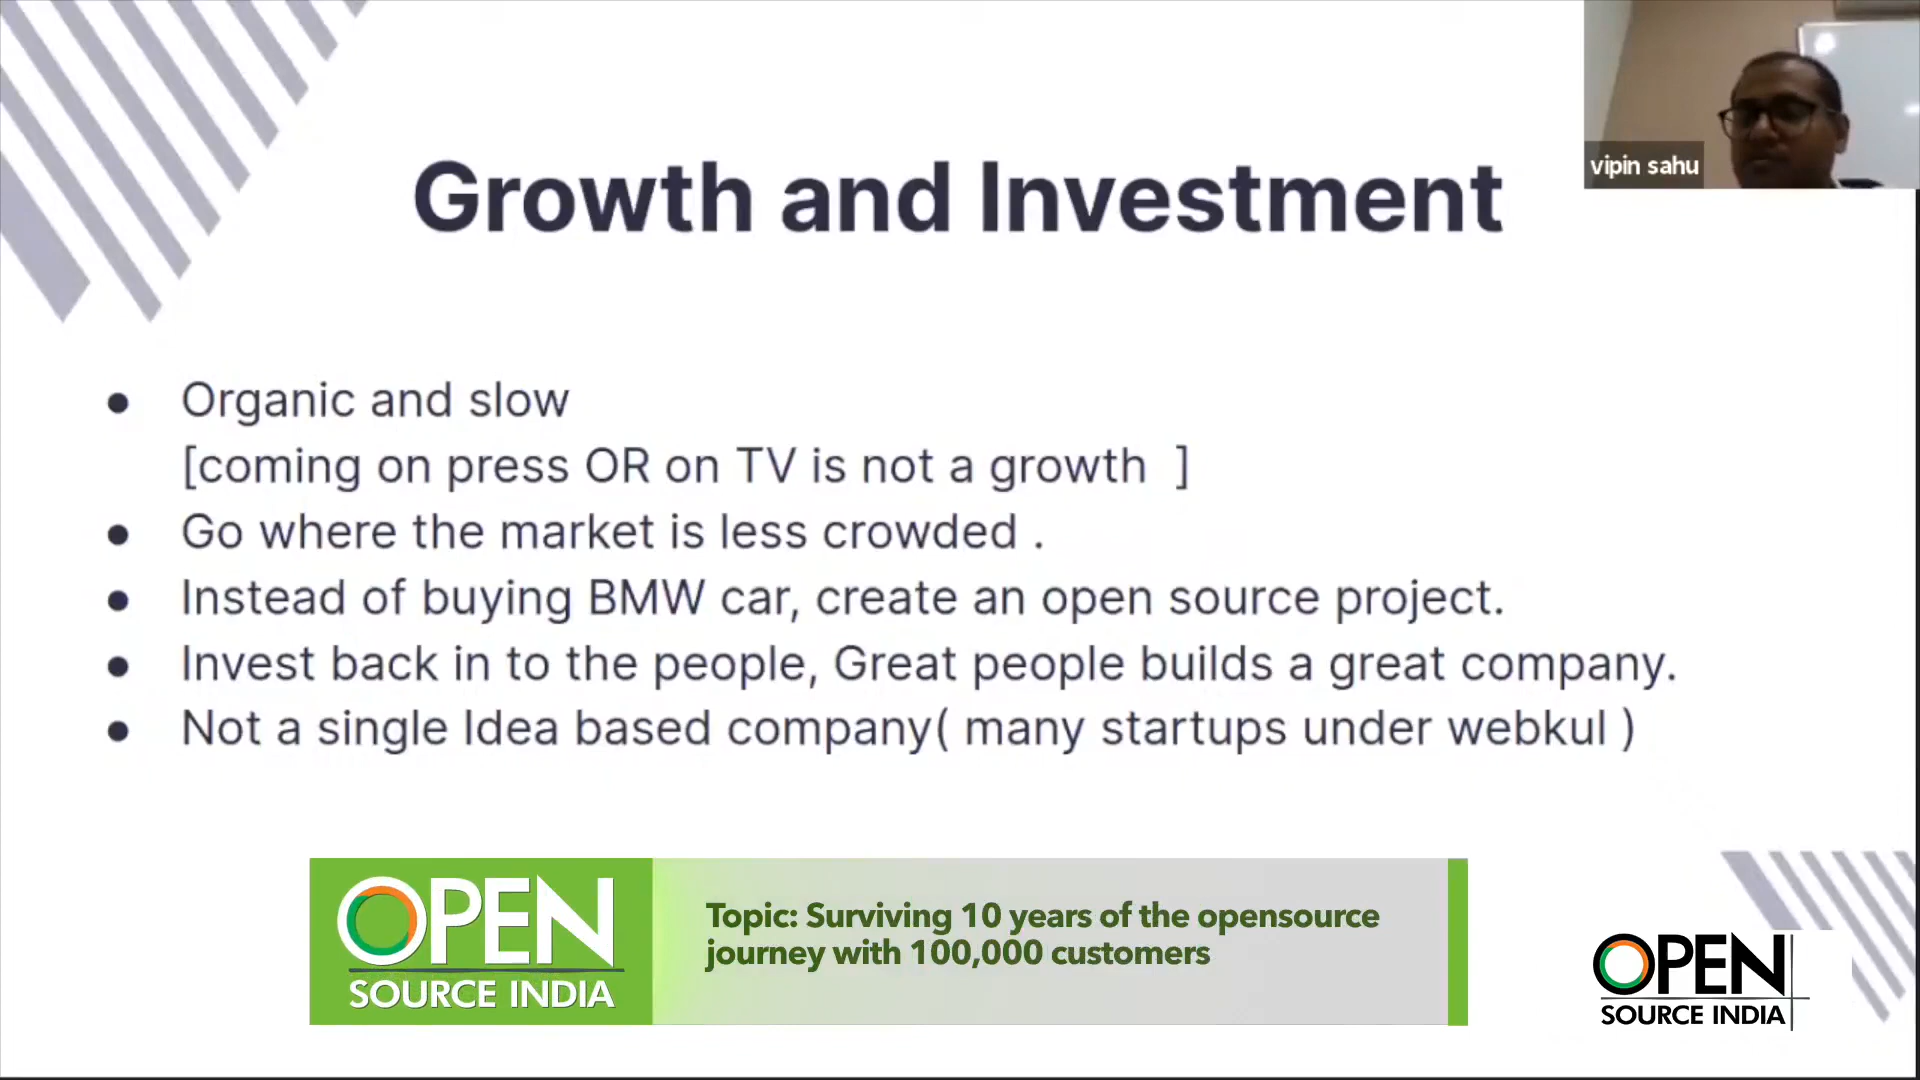 vipin sahu
Growth and Investment
● Organic and slow
[coming on press OR on TV is not a growth ]
● Go where the market is less crowded .
● Instead of buying BMW car, create an open source project.
● Invest back in to the people, Great people builds a great company.
● Not a single Idea based company( many startups under webkul )
OPEN
SOURCE INDIA
Topic: Surviving 10 years of the opensource
journey with 100,000 customers
OPEN
SOURCE INDIA